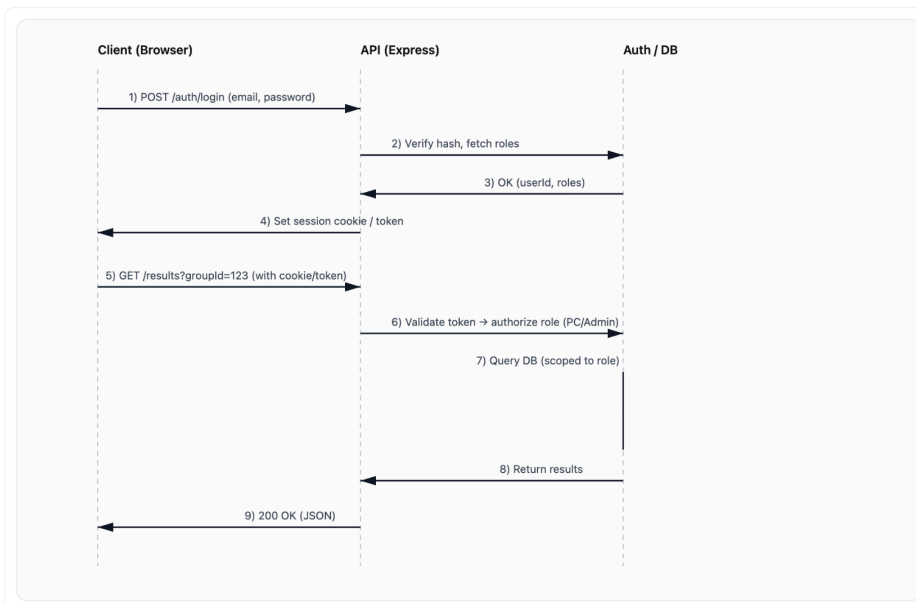 Client (Browser) API (Express) Auth / DB
1) POST /auth/login (email, password)
2) Verify hash, fetch roles
3) OK (userId, roles)
4) Set session cookie / token
5) GET /results?groupId=123 (with cookie/token)
6) Validate token → authorize role (PC/Admin)
7) Query DB (scoped to role)
8) Return results
9) 200 OK (JSON)